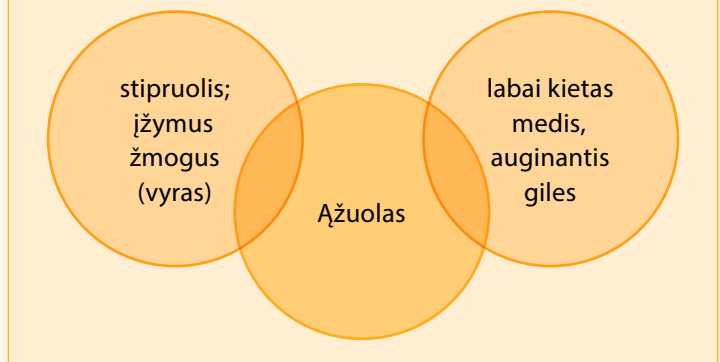 stipruolis;
įžymus
žmogus
(vyras)
Ąžuolas
labai kietas
medis,
auginantis
giles